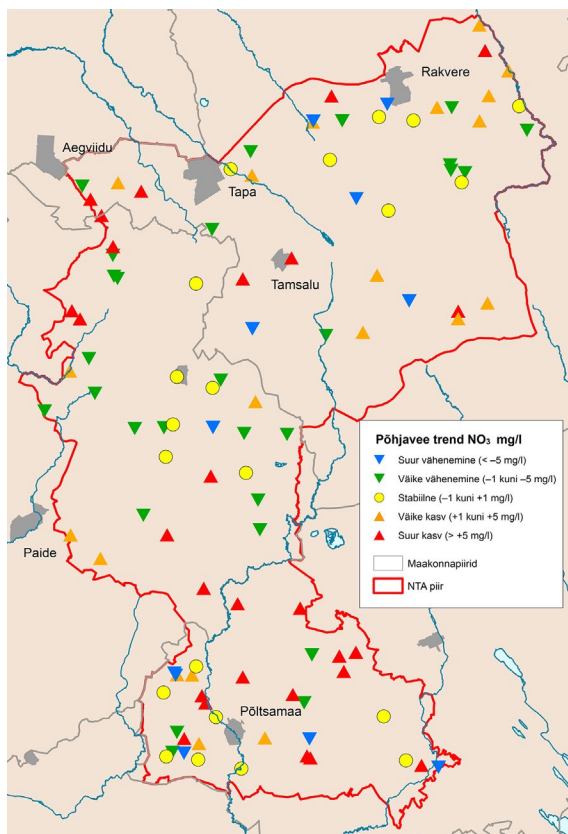 Rakvere
Aegviidu
Tapa
Tamsalu
Põhjavee trend NO₃ mg/l
Suur vähenemine (< –5 mg/l)
Väike vähenemine (–1 kuni –5 mg/l)
Stabiilne (–1 kuni +1 mg/l)
Väike kasv (+1 kuni +5 mg/l)
Suur kasv (> +5 mg/l)
Maakonnapiirid
NTA piir
Paide
Põltsamaa